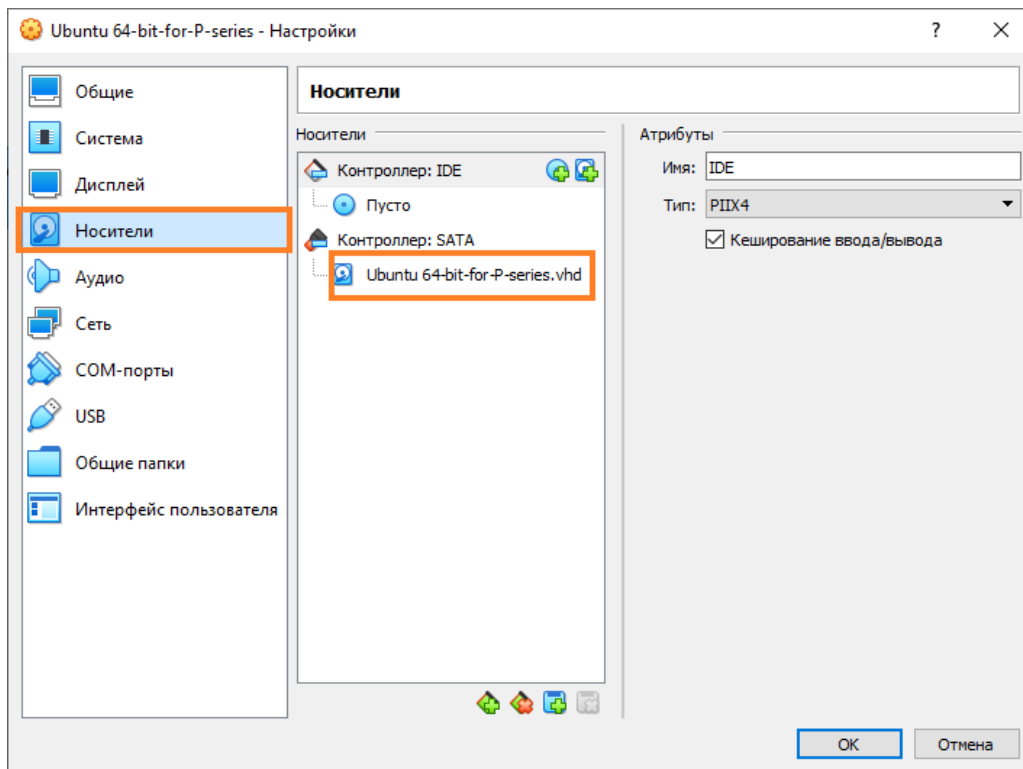 Ubuntu 64-bit-for-P-series - Настройки
?
Общие
Система
Дисплей
Носители
Аудио
Сеть
COM-порты
USB
Общие папки
Интерфейс пользователя
Носители
Носители
Контроллер: IDE
Пусто
Контроллер: SATA
Ubuntu 64-bit-for-P-series.vhd
Атрибуты
Имя: IDE
Тип: PIIX4
Кеширование ввода/вывода
OK
Отмена